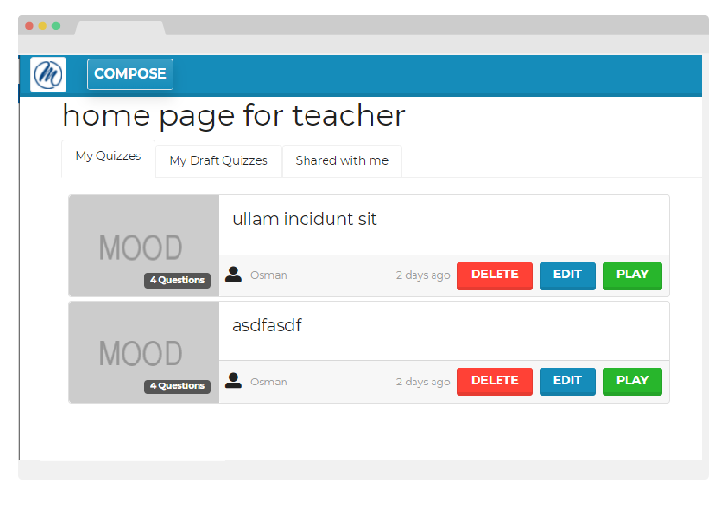 COMPOSE
home page for teacher
My Quizzes My Draft Quizzes Shared with me
MOOD
4 Questions
ullam incidunt sit
Osman 2 days ago DELETE EDIT PLAY
MOOD
4 Questions
asdfasdf
Osman 2 days ago DELETE EDIT PLAY